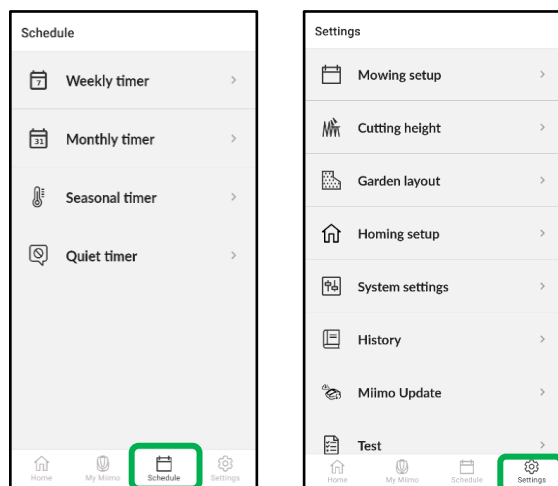 Schedule
7
Weekly timer
31
Monthly timer
Seasonal timer
Quiet timer
Home
My Miimo
Schedule
Settings
Settings
Mowing setup
Cutting height
Garden layout
Homing setup
System settings
History
Miimo Update
Test
Home
My Miimo
Schedule
Settings